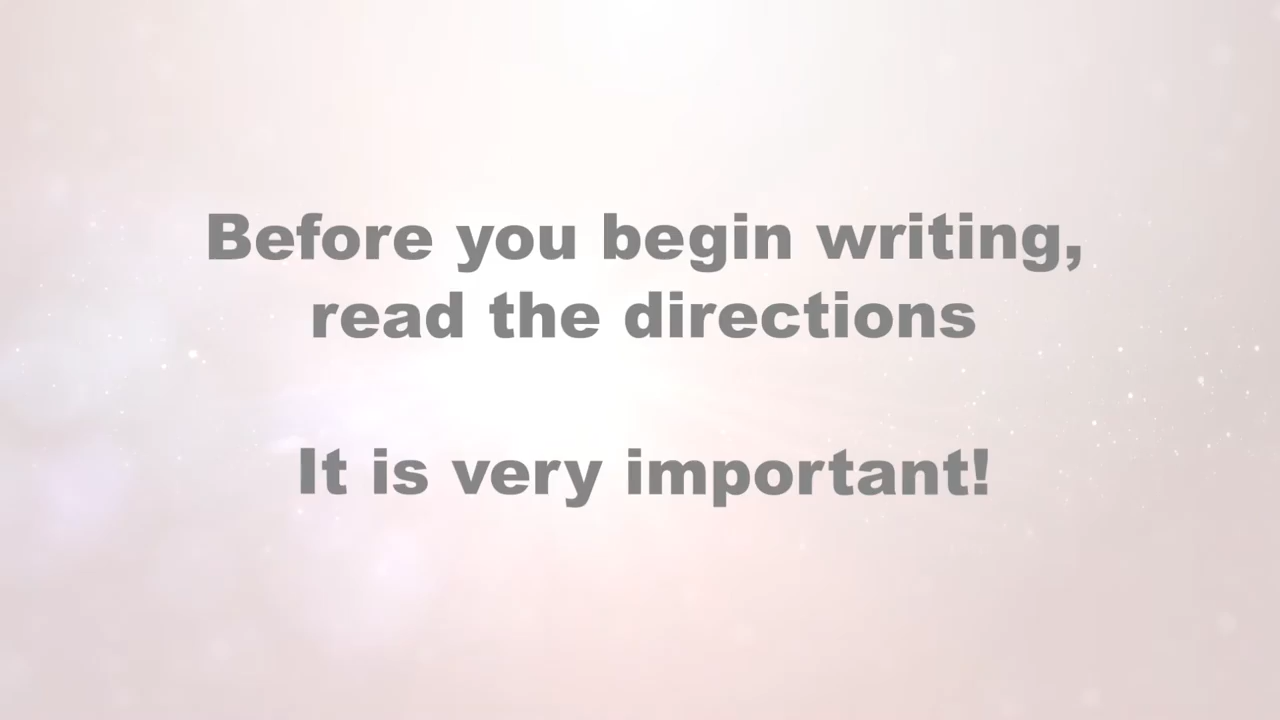 Before you begin writing,
read the directions
It is very important!